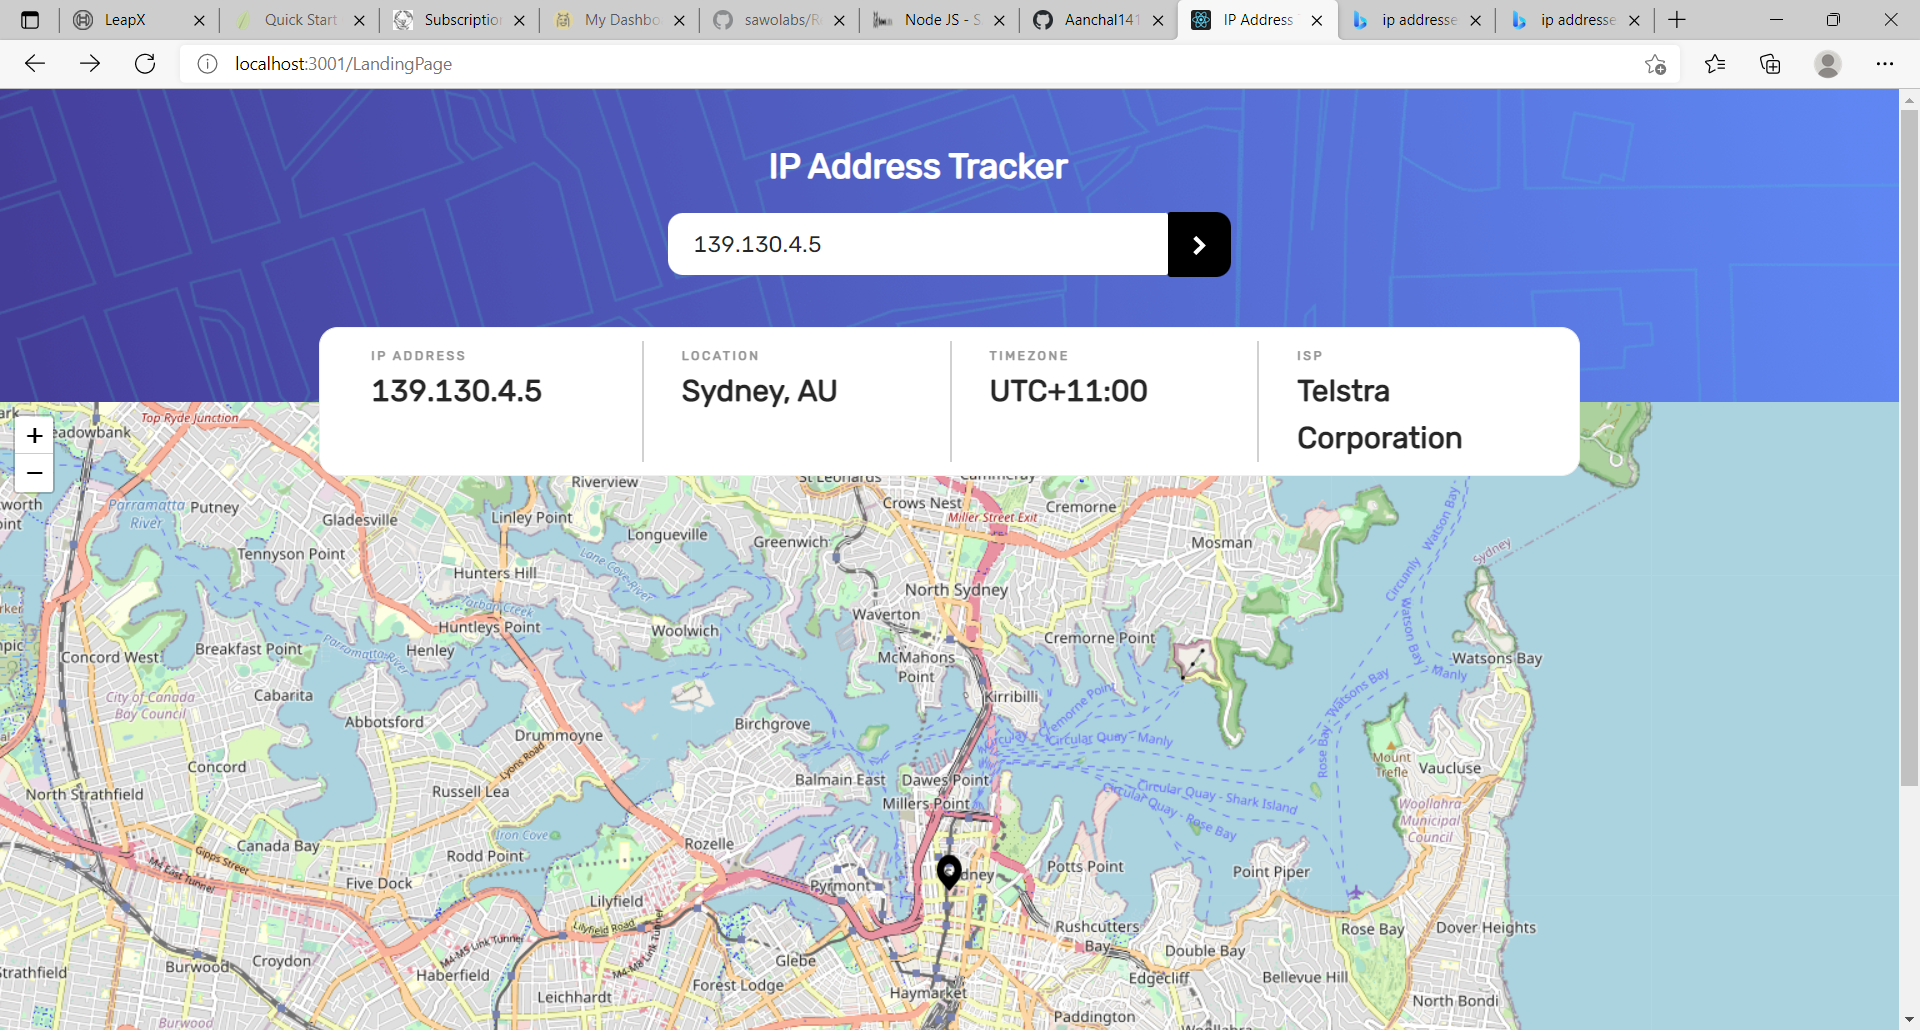 LeapX
Quick Start
Subscriptio
My Dashbo
sawolabs/R
Node JS - S
Aanchal141
IP Address
ip addresse
ip addresse
localhost:3001/LandingPage
IP Address Tracker
139.130.4.5
IP ADDRESS
139.130.4.5
LOCATION
Sydney, AU
TIMEZONE
UTC+11:00
ISP
Telstra
Corporation
+
−
Top Ryde Junction
eadowbank
Riverview
St Leonards
Cammeray
Crows Nest
Cremorne
Miller Street Exit
Parramatta
River
Putney
Gladesville
Linley Point
Longueville
Greenwich
Mosman
Watson Bay
Sydney
Tennyson Point
Hunters Hill
Lane Cove River
North Sydney
Circularly
Tarban Creek
Waverton
Huntleys Point
Woolwich
Cremorne Point
Breakfast Point
Henley
Parramatta River
McMahons
Point
Concord West
Watsons Bay
Watsons Bay - Manly
City of Canada
Bay Council
Cabarita
Kirribilli
Cremorne Point
Rose Bay - Watsons Bay
Abbotsford
Birchgrove
Drummoyne
Circular Quay - Manly
Lyons Road
Mount
Trefle
Vaucluse
Concord
Balmain East
Dawes Point
North Strathfield
Russell Lea
Millers Point
Circular Quay - Shark Island
Circular Quay - Rose Bay
Woollahra
Municipal
Council
Iron Cove
Canada Bay
Gipps Street
M4 East Tunnel
Rodd Point
Rozelle
Five Dock
Pyrmont
dney
Potts Point
Point Piper
Lilyfield
Lilyfield Road
M4-M5 Link Tunnel
M4-M8 Link Tunnel
Rushcutters
Bay
Rose Bay
Dover Heights
Double Bay
Strathfield
Burwood
Croydon
Haberfield
Glebe
Forest Lodge
Edgecliff
Bellevue Hill
Leichhardt
Haymarket
North Bondi
Paddington
Burwood
Woollahra